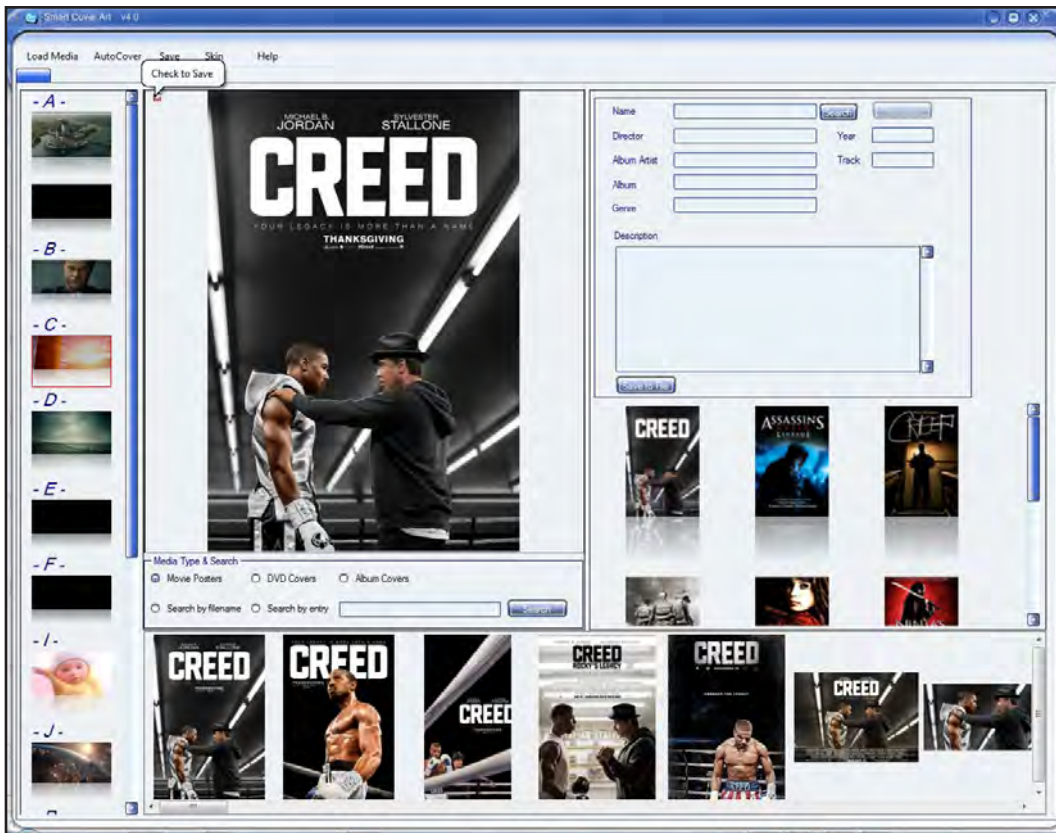 Smart Cover Art v4.0
Load Media AutoCover Save Skin Help
Check to Save
- A -
- B -
- C -
- D -
- E -
- F -
- I -
- J -
MICHAEL B. JORDAN
SYLVESTER STALLONE
CREED
YOUR LEGACY IS MORE THAN A NAME
THANKSGIVING
Media Type & Search
Movie Posters DVD Covers Album Covers
Search by filename Search by entry Search
Name Search
Director Year
Album Artist Track
Album
Genre
Description
Save to File
CREED
ASSASSINS
LINEAGE
CREEP
CREED
CREED
CREED
CREED
ROCKY'S LEGACY
CREED
CREED